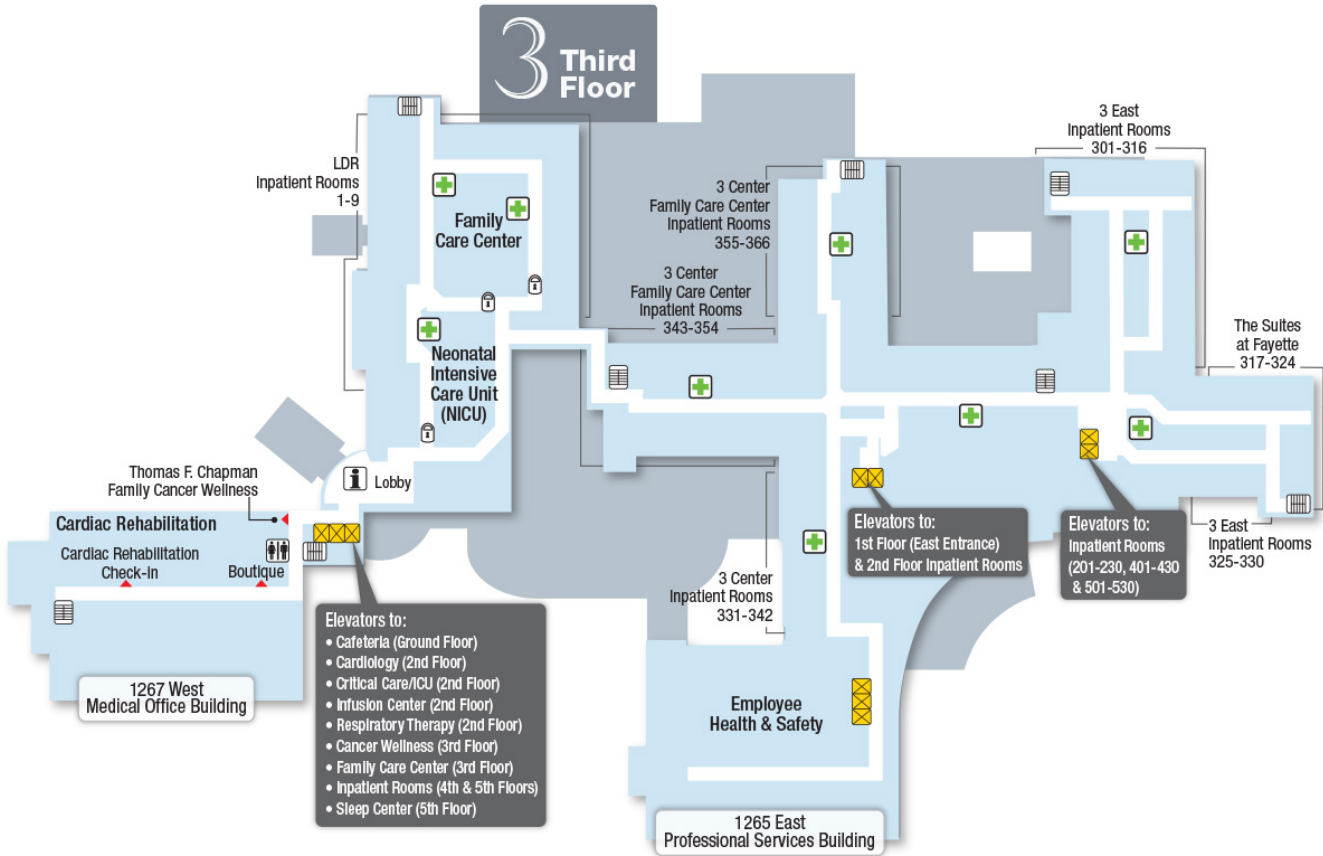 3 Third
Floor
LDR
Inpatient Rooms
1-9
Family
Care Center
3 Center
Family Care Center
Inpatient Rooms
355-366
3 East
Inpatient Rooms
301-316
3 Center
Family Care Center
Inpatient Rooms
343-354
Neonatal
Intensive
Care Unit
(NICU)
The Suites
at Fayette
317-324
Thomas F. Chapman
Family Cancer Wellness
i
Lobby
Cardiac Rehabilitation
Cardiac Rehabilitation
Check-in
Boutique
Elevators to:
1st Floor (East Entrance)
& 2nd Floor Inpatient Rooms
Elevators to:
Inpatient Rooms
(201-230, 401-430
& 501-530)
3 East
Inpatient Rooms
325-330
3 Center
Inpatient Rooms
331-342
Elevators to:
• Cafeteria (Ground Floor)
• Cardiology (2nd Floor)
• Critical Care/ICU (2nd Floor)
• Infusion Center (2nd Floor)
• Respiratory Therapy (2nd Floor)
• Cancer Wellness (3rd Floor)
• Family Care Center (3rd Floor)
• Inpatient Rooms (4th & 5th Floors)
• Sleep Center (5th Floor)
1267 West
Medical Office Building
Employee
Health & Safety
1265 East
Professional Services Building